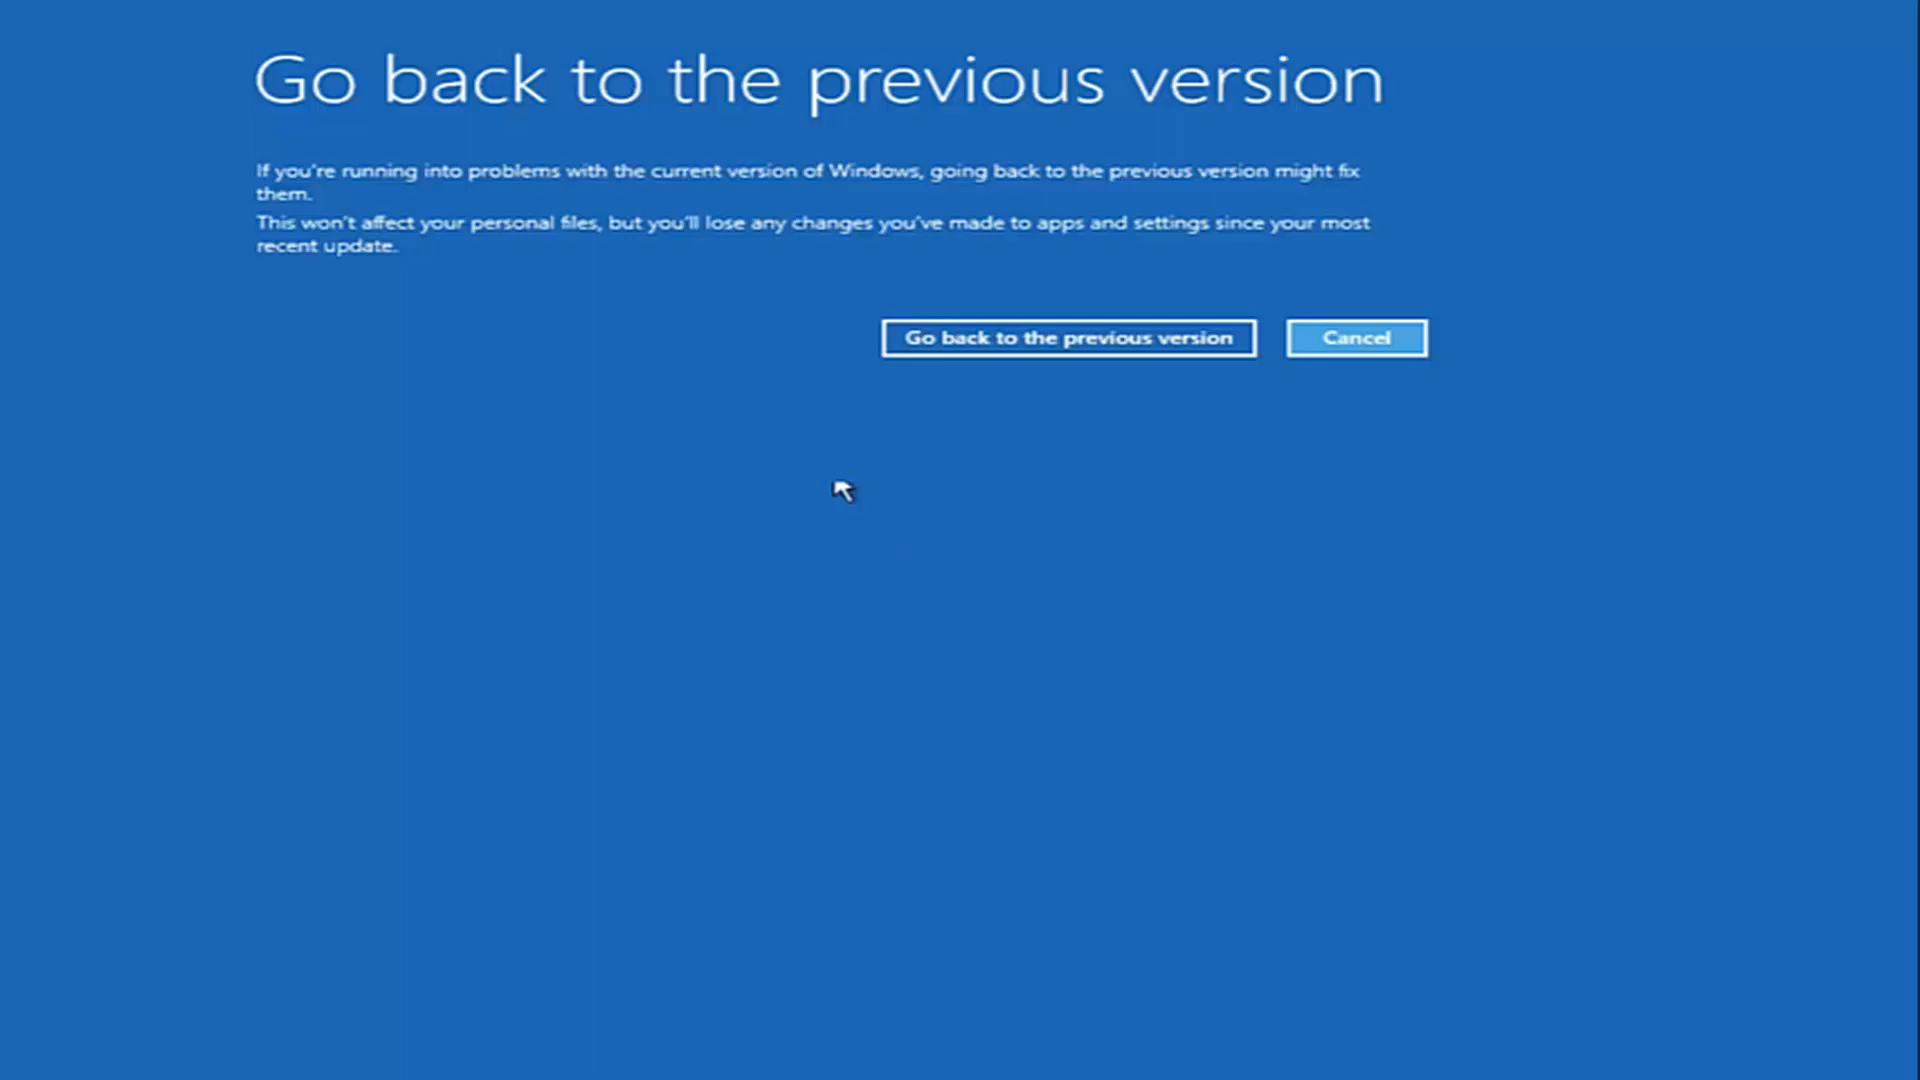 Go back to the previous version
If you're running into problems with the current version of Windows, going back to the previous version might fix
them.
This won't affect your personal files, but you'll lose any changes you've made to apps and settings since your most
recent update.
Go back to the previous version
Cancel